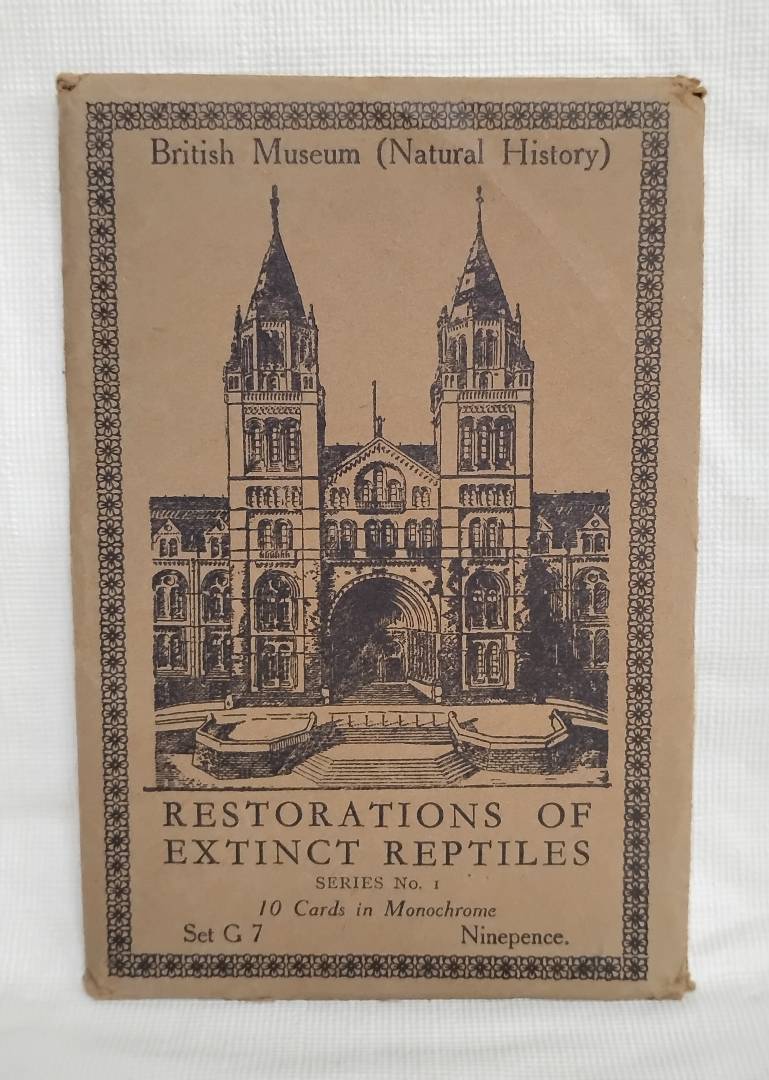 British Museum (Natural History)
RESTORATIONS OF
EXTINCT REPTILES
SERIES No. 1
10 Cards in Monochrome
Set G 7 Ninepence.